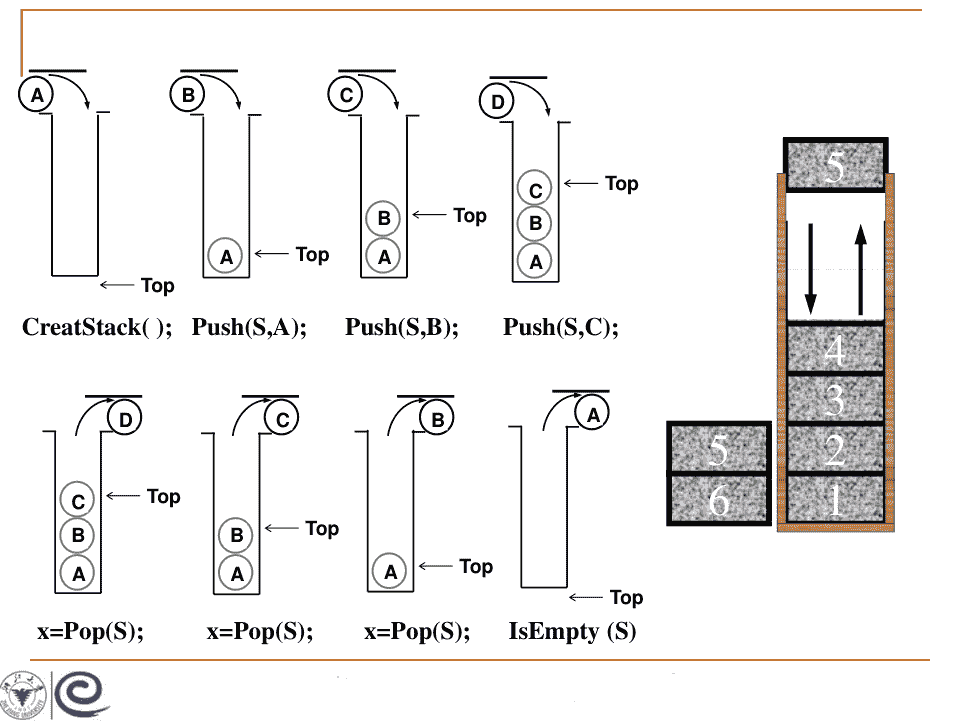 A
B
C
D
C Top
B Top B
Top A A A
Top
CreatStack( ); Push(S,A); Push(S,B); Push(S,C);
D C B A
C Top
B B Top
A A A Top
Top
x=Pop(S); x=Pop(S); x=Pop(S); IsEmpty (S)
5
4
3
5 2
6 1